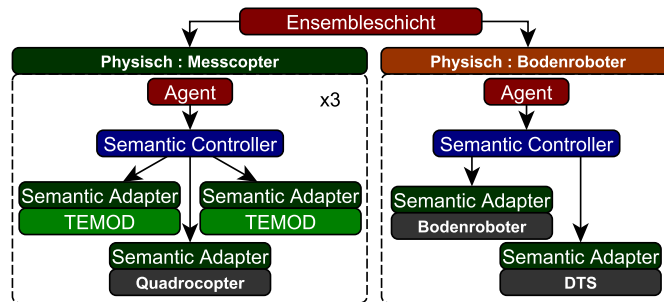 Ensembleschicht
Physisch : Messcopter
Physisch : Bodenroboter
Agent
x3
Semantic Controller
Semantic Adapter
TEMOD
Semantic Adapter
TEMOD
Semantic Adapter
Quadrocopter
Agent
Semantic Controller
Semantic Adapter
Bodenroboter
Semantic Adapter
DTS